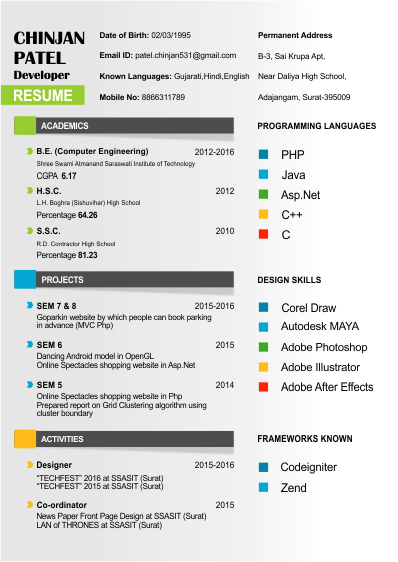 CHINJAN
PATEL
Developer
RESUME
Date of Birth: 02/03/1995
Email ID: patel.chinjan531@gmail.com
Known Languages: Gujarati,Hindi,English
Mobile No: 8866311789
Permanent Address
B-3, Sai Krupa Apt,
Near Daliya High School,
Adajangam, Surat-395009
ACADEMICS
B.E. (Computer Engineering) 2012-2016
Shree Swami Atmanand Saraswati Institute of Technology
CGPA 6.17
H.S.C. 2012
L.H. Boghra (Sishuvihar) High School
Percentage 64.26
S.S.C. 2010
R.D. Contractor High School
Percentage 81.23
PROJECTS
SEM 7 & 8 2015-2016
Goparkin website by which people can book parking
in advance (MVC Php)
SEM 6 2015
Dancing Android model in OpenGL
Online Spectacles shopping website in Asp.Net
SEM 5 2014
Online Spectacles shopping website in Php
Prepared report on Grid Clustering algorithm using
cluster boundary
ACTIVITIES
Designer 2015-2016
"TECHFEST" 2016 at SSASIT (Surat)
"TECHFEST" 2015 at SSASIT (Surat)
Co-ordinator 2015
News Paper Front Page Design at SSASIT (Surat)
LAN of THRONES at SSASIT (Surat)
PROGRAMMING LANGUAGES
PHP
Java
Asp.Net
C++
C
DESIGN SKILLS
Corel Draw
Autodesk MAYA
Adobe Photoshop
Adobe Illustrator
Adobe After Effects
FRAMEWORKS KNOWN
Codeigniter
Zend